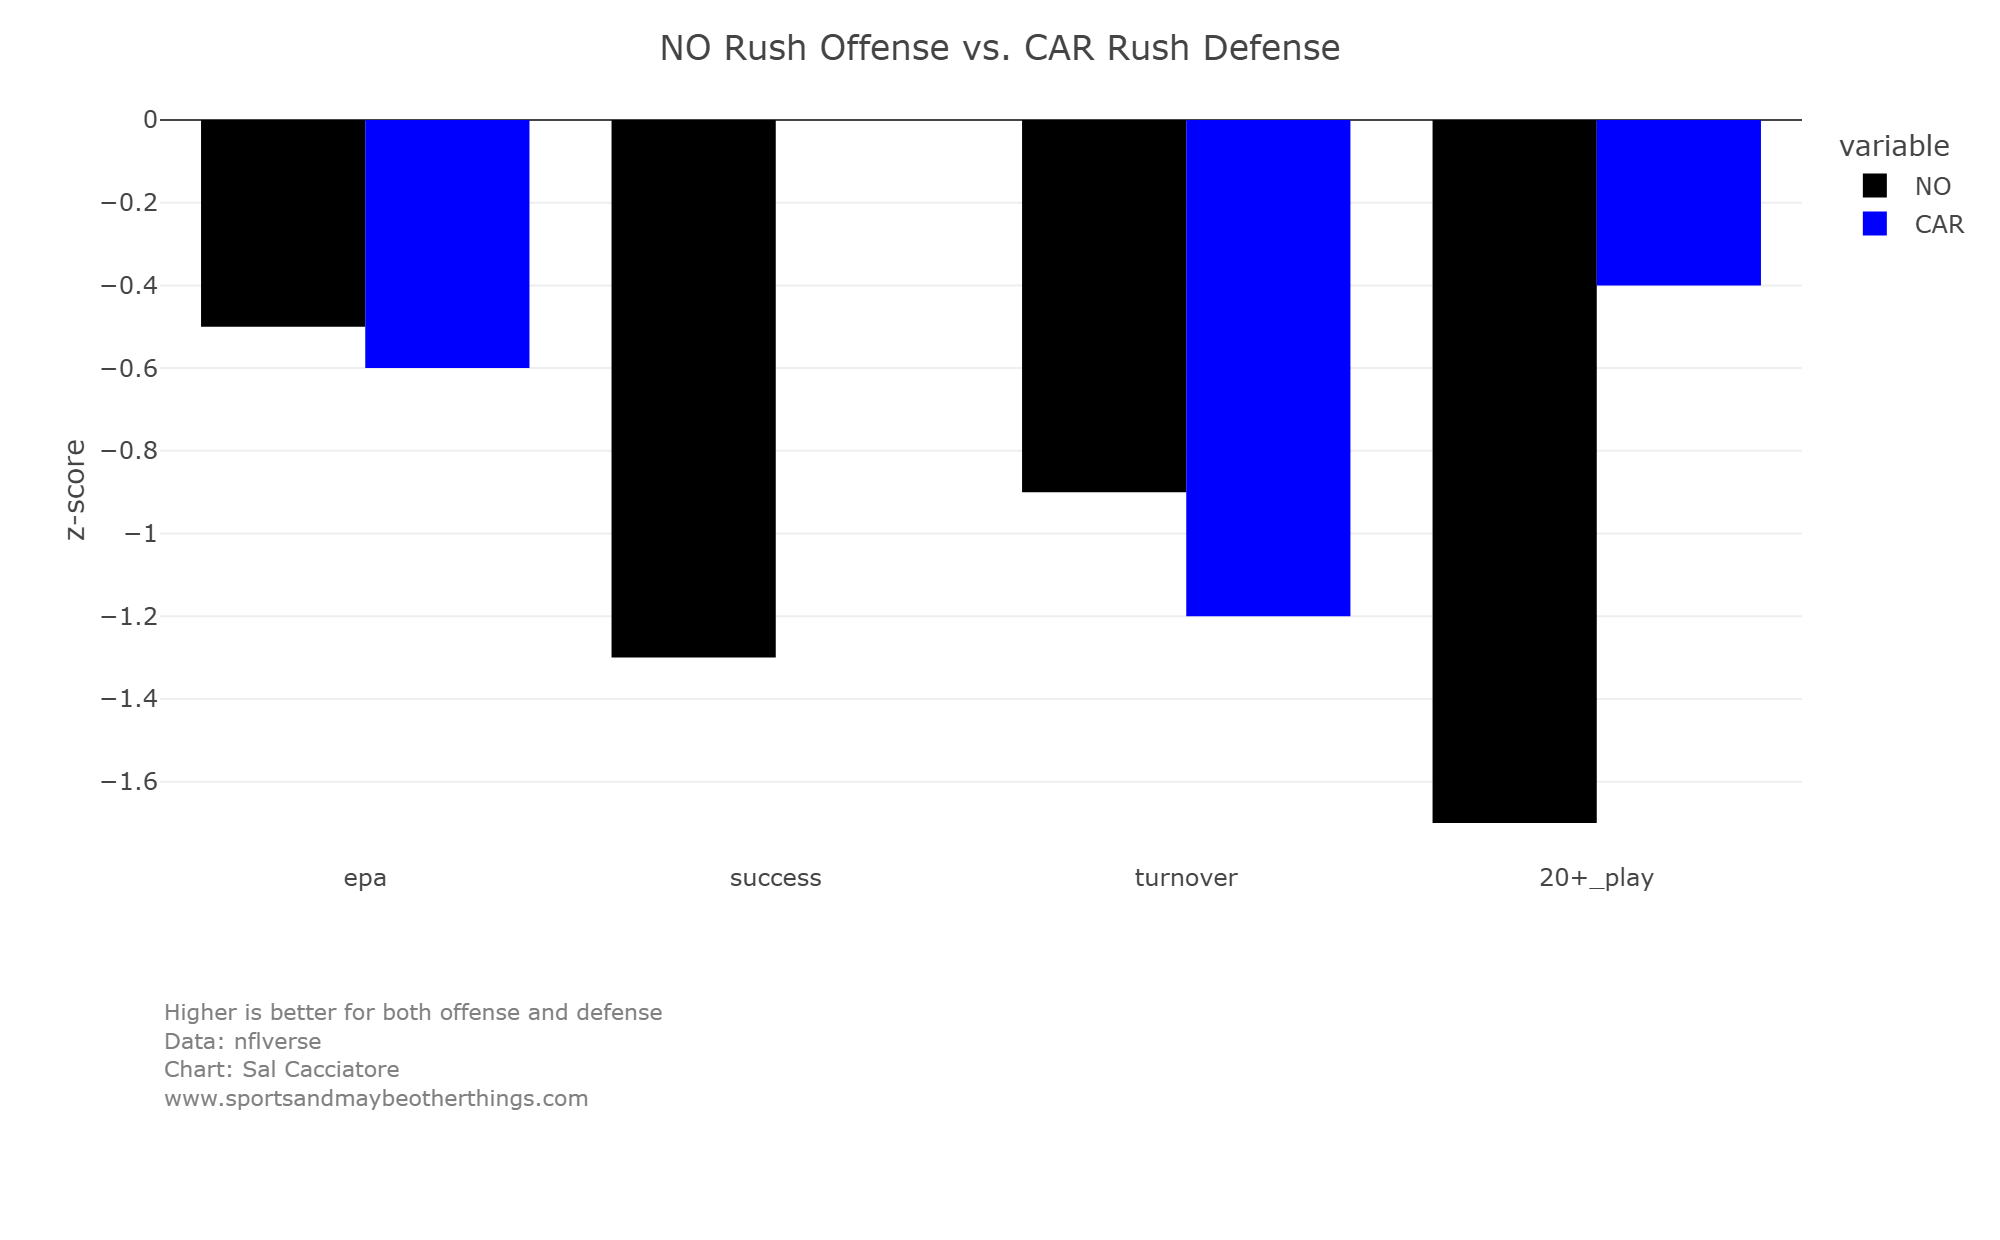 NO Rush Offense vs. CAR Rush Defense
0
−0.2
−0.4
−0.6
−0.8
−1
−1.2
−1.4
−1.6
z-score
epa
success
turnover
20+_play
variable
NO
CAR
Higher is better for both offense and defense
Data: nflverse
Chart: Sal Cacciatore
www.sportsandmaybeotherthings.com